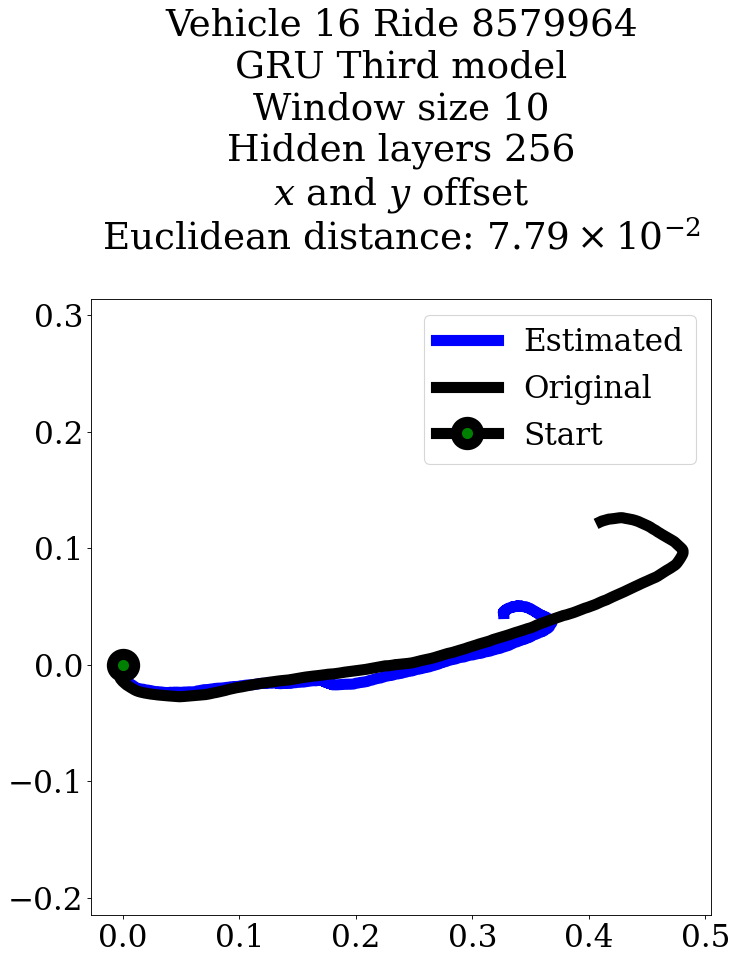 Vehicle 16 Ride 8579964
GRU Third model
Window size 10
Hidden layers 256
x and y offset
Euclidean distance: 7.79 × 10⁻²
0.3
0.2
0.1
0.0
−0.1
−0.2
Estimated
Original
Start
0.0 0.1 0.2 0.3 0.4 0.5